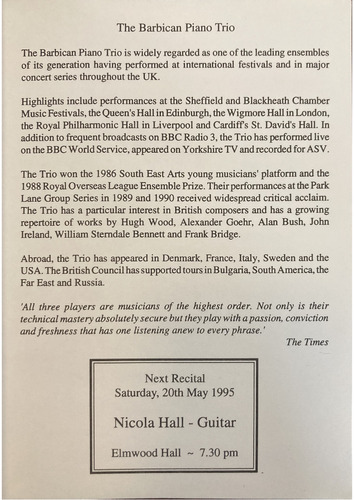 The Barbican Piano Trio
The Barbican Piano Trio is widely regarded as one of the leading ensembles
of its generation having performed at international festivals and in major
concert series throughout the UK.
Highlights include performances at the Sheffield and Blackheath Chamber
Music Festivals, the Queen's Hall in Edinburgh, the Wigmore Hall in London,
the Royal Philharmonic Hall in Liverpool and Cardiff's St. David's Hall. In
addition to frequent broadcasts on BBC Radio 3, the Trio has performed live
on the BBC World Service, appeared on Yorkshire TV and recorded for ASV.
The Trio won the 1986 South East Arts young musicians' platform and the
1988 Royal Overseas League Ensemble Prize. Their performances at the Park
Lane Group Series in 1989 and 1990 received widespread critical acclaim.
The Trio has a particular interest in British composers and has a growing
repertoire of works by Hugh Wood, Alexander Goehr, Alan Bush, John
Ireland, William Sterndale Bennett and Frank Bridge.
Abroad, the Trio has appeared in Denmark, France, Italy, Sweden and the
USA. The British Council has supported tours in Bulgaria, South America, the
Far East and Russia.
'All three players are musicians of the highest order. Not only is their
technical mastery absolutely secure but they play with a passion, conviction
and freshness that has one listening anew to every phrase.'
The Times
Next Recital
Saturday, 20th May 1995
Nicola Hall - Guitar
Elmwood Hall ~ 7.30 pm